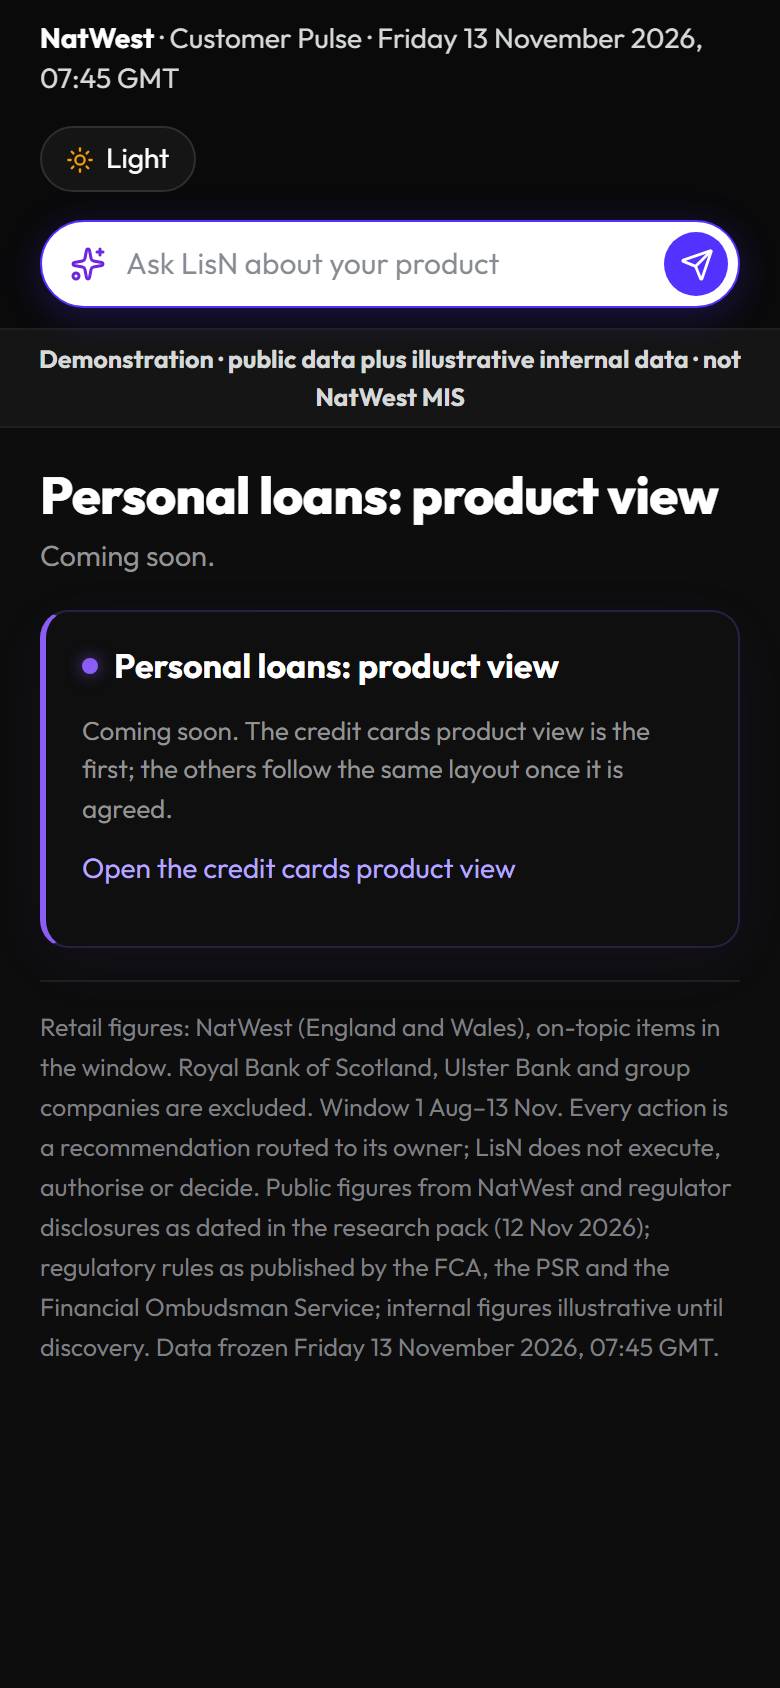 NatWest · Customer Pulse · Friday 13 November 2026,
07:45 GMT
Light
Ask LisN about your product
Demonstration · public data plus illustrative internal data · not
NatWest MIS
Personal loans: product view
Coming soon.
Personal loans: product view
Coming soon. The credit cards product view is the
first; the others follow the same layout once it is
agreed.
Open the credit cards product view
Retail figures: NatWest (England and Wales), on-topic items in
the window. Royal Bank of Scotland, Ulster Bank and group
companies are excluded. Window 1 Aug–13 Nov. Every action is
a recommendation routed to its owner; LisN does not execute,
authorise or decide. Public figures from NatWest and regulator
disclosures as dated in the research pack (12 Nov 2026);
regulatory rules as published by the FCA, the PSR and the
Financial Ombudsman Service; internal figures illustrative until
discovery. Data frozen Friday 13 November 2026, 07:45 GMT.